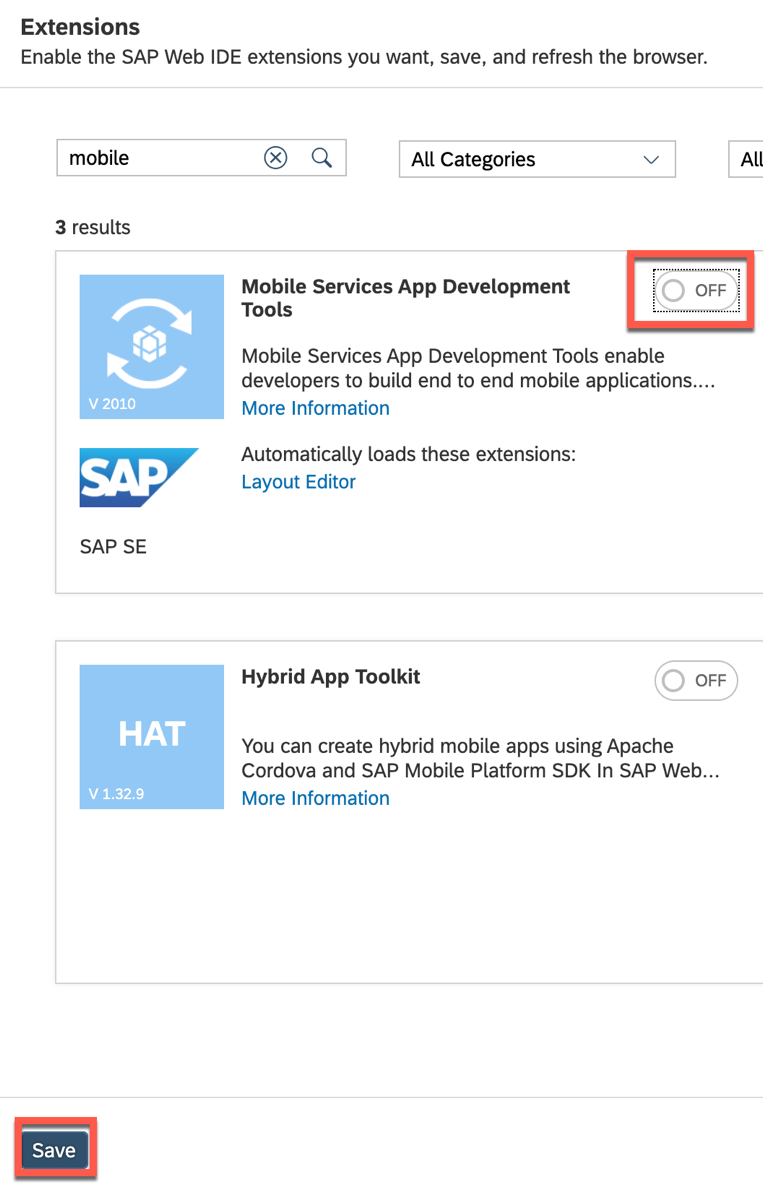 Extensions
Enable the SAP Web IDE extensions you want, save, and refresh the browser.
mobile
All Categories
All
3 results
Mobile Services App Development
Tools
OFF
Mobile Services App Development Tools enable
developers to build end to end mobile applications....
More Information
V 2010
Automatically loads these extensions:
Layout Editor
SAP
SAP SE
Hybrid App Toolkit
OFF
HAT
You can create hybrid mobile apps using Apache
Cordova and SAP Mobile Platform SDK In SAP Web...
More Information
V 1.32.9
Save